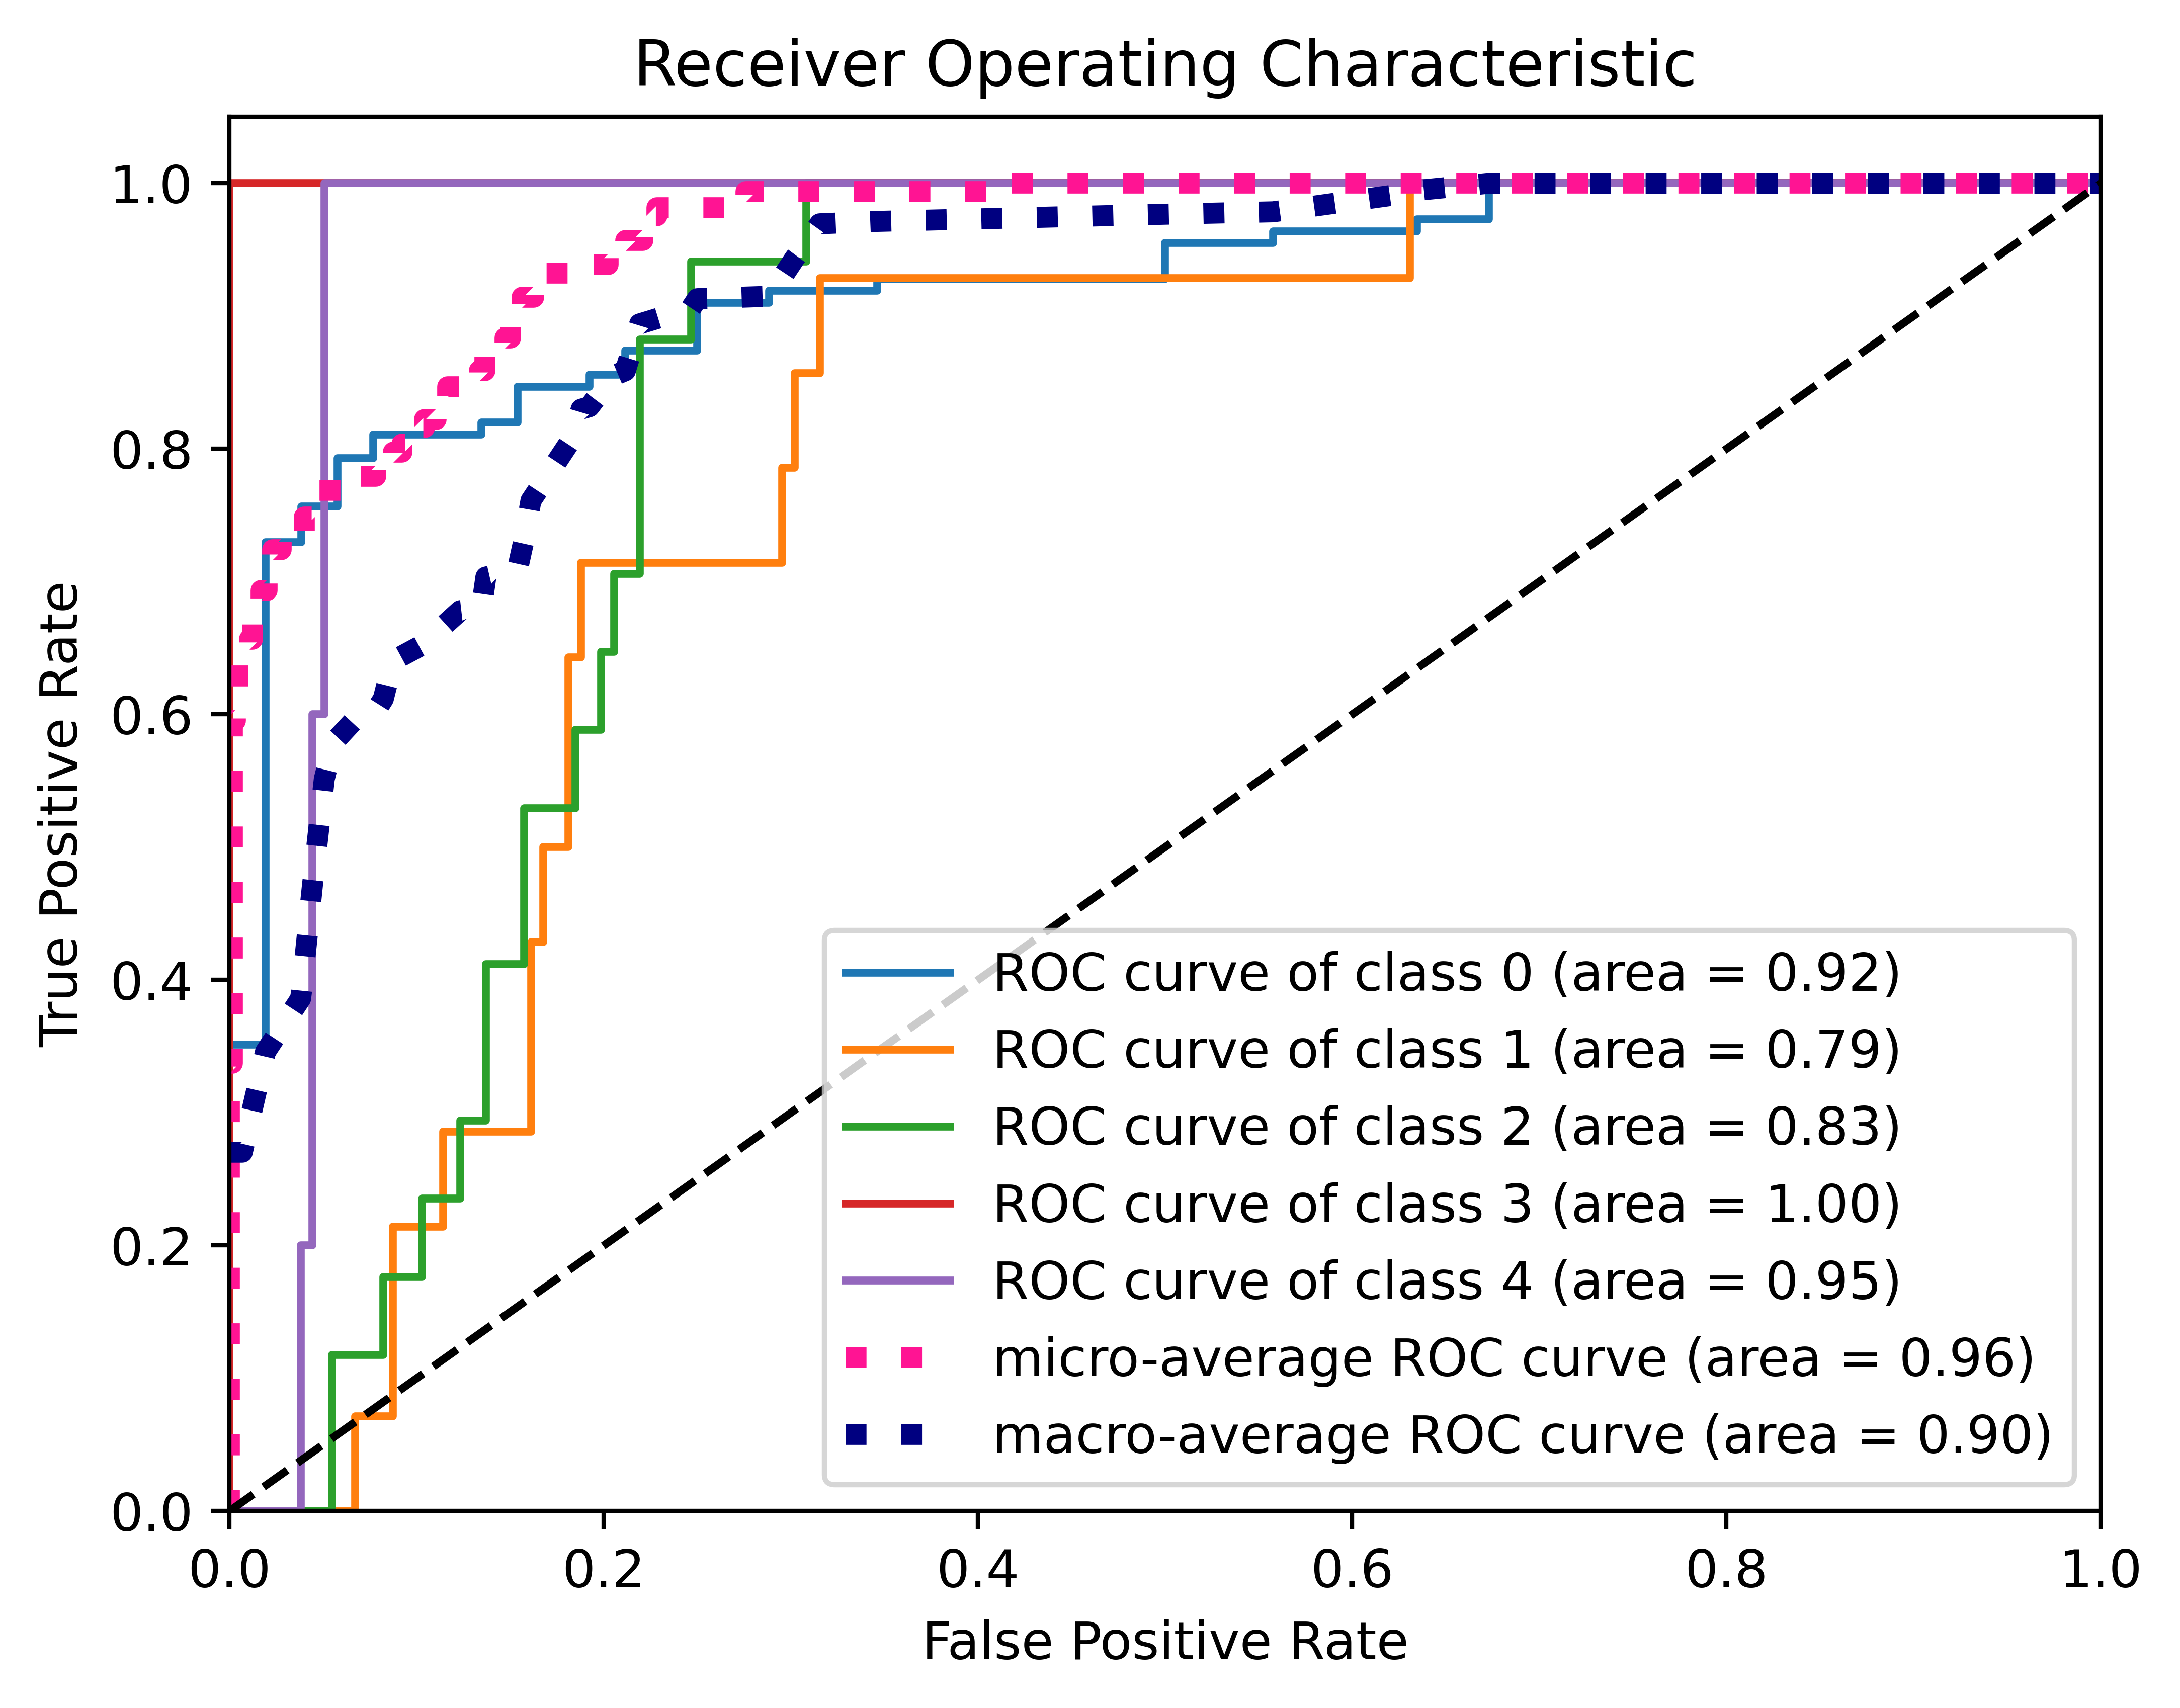 Receiver Operating Characteristic
True Positive Rate
1.0
0.8
0.6
0.4
0.2
0.0
ROC curve of class 0 (area = 0.92)
ROC curve of class 1 (area = 0.79)
ROC curve of class 2 (area = 0.83)
ROC curve of class 3 (area = 1.00)
ROC curve of class 4 (area = 0.95)
micro-average ROC curve (area = 0.96)
macro-average ROC curve (area = 0.90)
0.0 0.2 0.4 0.6 0.8 1.0
False Positive Rate